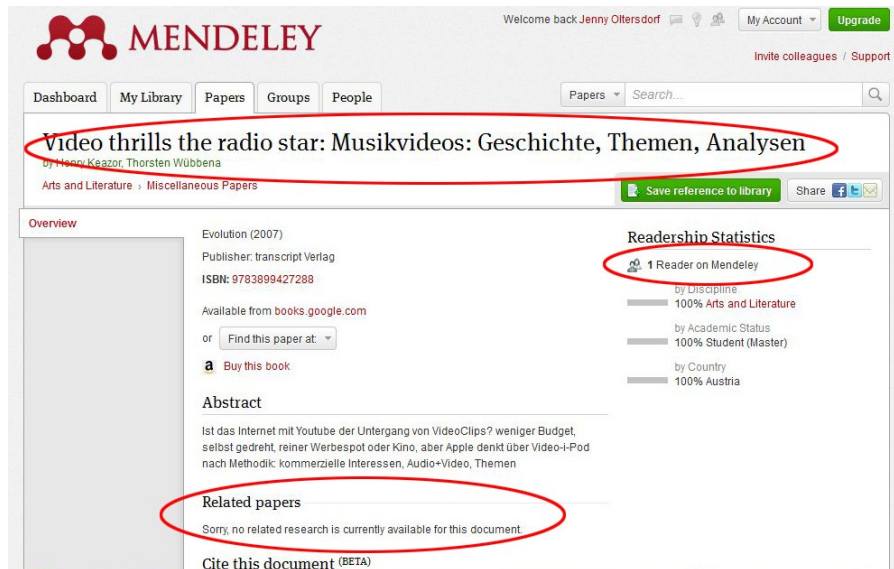 MENDELEY
Welcome back Jenny Oltersdorf
My Account
Upgrade
Invite colleagues / Support
Dashboard
My Library
Papers
Groups
People
Papers
Search...
Video thrills the radio star: Musikvideos: Geschichte, Themen, Analysen
by Henry Keazor, Thorsten Wübbena
Arts and Literature › Miscellaneous Papers
Save reference to library
Share
Overview
Evolution (2007)
Publisher: transcript Verlag
ISBN: 9783899427288
Available from books.google.com
or Find this paper at:
a Buy this book
Abstract
Ist das Internet mit Youtube der Untergang von VideoClips? weniger Budget,
selbst gedreht, reiner Werbespot oder Kino, aber Apple denkt über Video-i-Pod
nach Methodik: kommerzielle Interessen, Audio+Video, Themen
Related papers
Sorry, no related research is currently available for this document.
Cite this document (BETA)
Readership Statistics
1 Reader on Mendeley
by Discipline
100% Arts and Literature
by Academic Status
100% Student (Master)
by Country
100% Austria